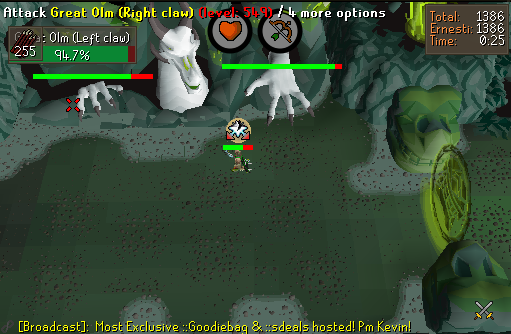 Attack Great Olm (Right claw) (level: 549) / 4 more options
: Olm (Left claw)
255 94.7%
Total: 1386
Ernesti: 1386
Time: 0:25
[Broadcast]: Most Exclusive ::Goodiebag & ::sdeals hosted! Pm Kevin!